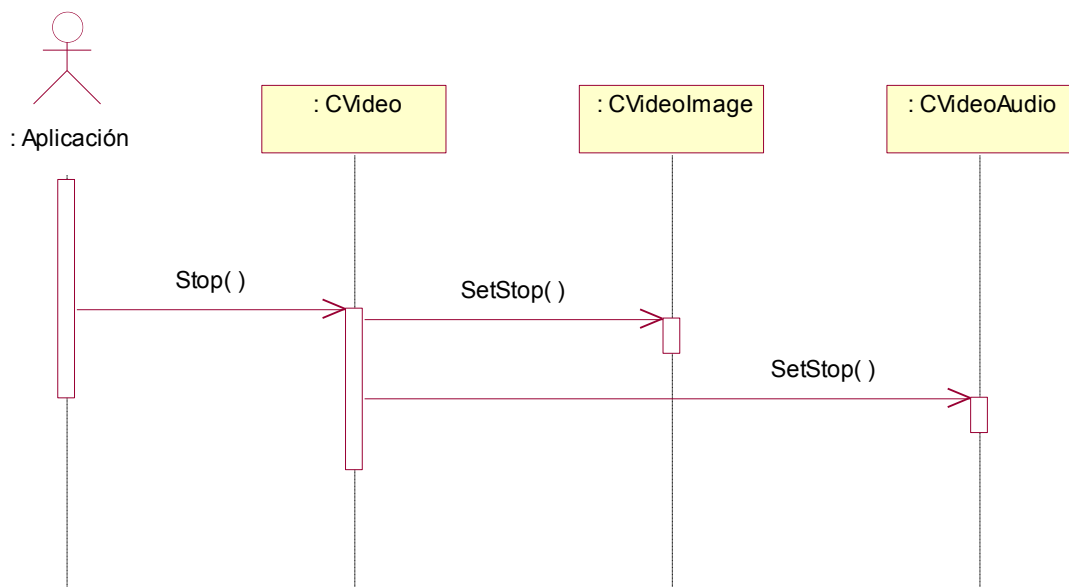 : Aplicación
: CVideo
: CVideoImage
: CVideoAudio
Stop( )
SetStop( )
SetStop( )